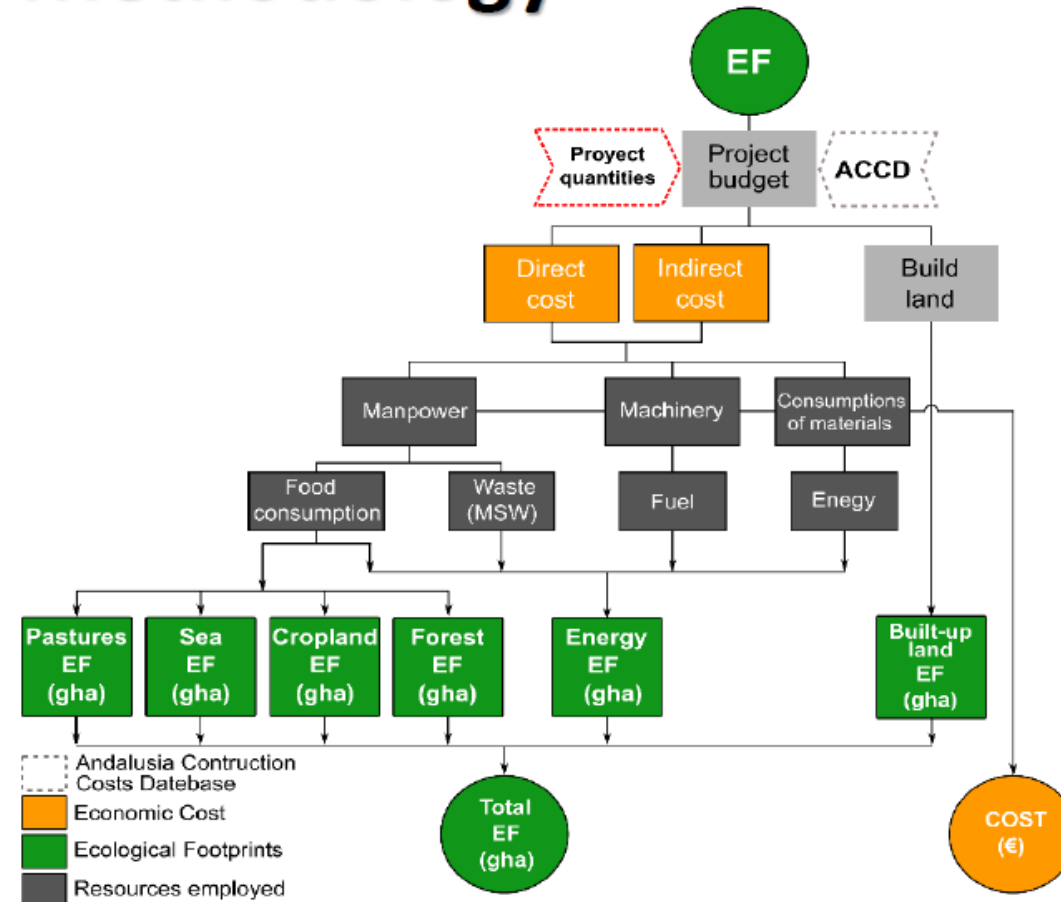 EF
Proyect
quantities
Project
budget
ACCD
Direct
cost
Indirect
cost
Build
land
Manpower
Machinery
Consumptions
of materials
Food
consumption
Waste
(MSW)
Fuel
Enegy
Pastures
EF
(gha)
Sea
EF
(gha)
Cropland
EF
(gha)
Forest
EF
(gha)
Energy
EF
(gha)
Built-up
land
EF
(gha)
Andalusia Contruction
Costs Datebase
Economic Cost
Ecological Footprints
Resources employed
Total
EF
(gha)
COST
(€)